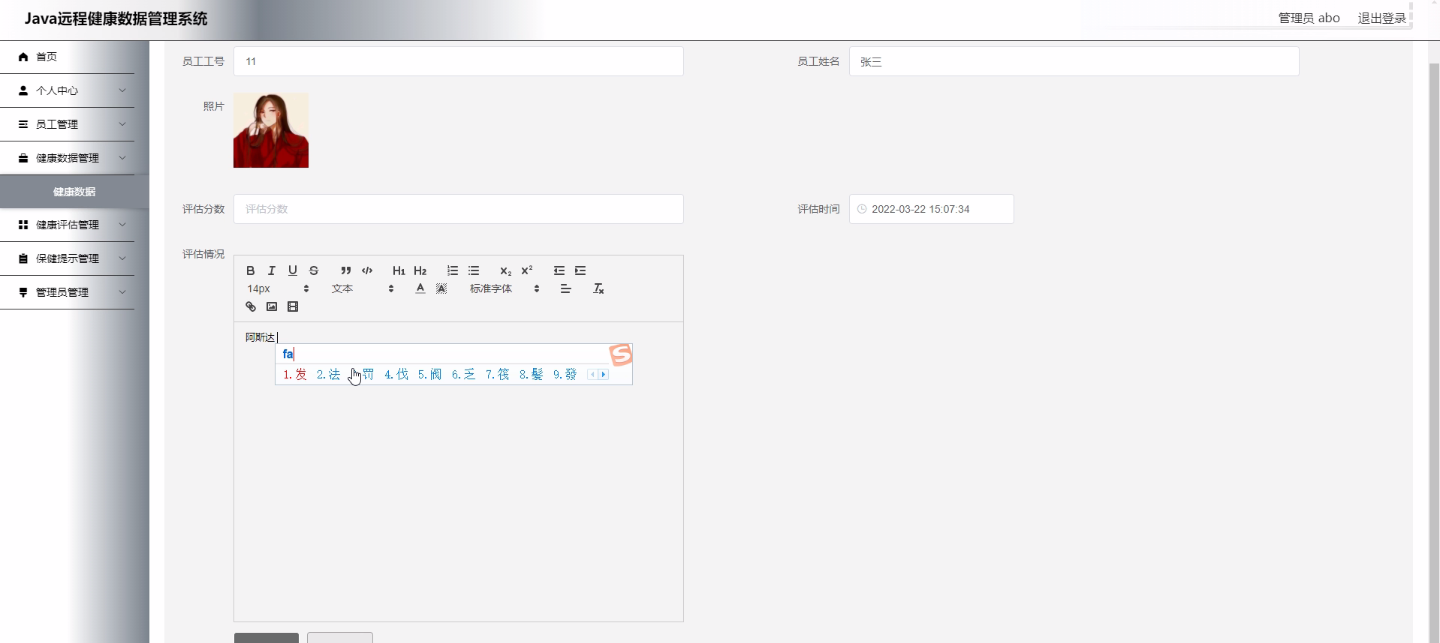 Java远程健康数据管理系统
管理员 abo 退出登录
首页
个人中心
员工管理
健康数据管理
健康数据
健康评估管理
保健提示管理
管理员管理
员工工号 11 员工姓名 张三
照片
评估分数 评估分数 评估时间 2022-03-22 15:07:34
评估情况
B I U S H1 H2 X₂ X²
14px 文本 A A 标准字体 Tx
阿斯达
fa
1.发 2.法 罚 4.伐 5.阀 6.乏 7.筏 8.髮 9.發